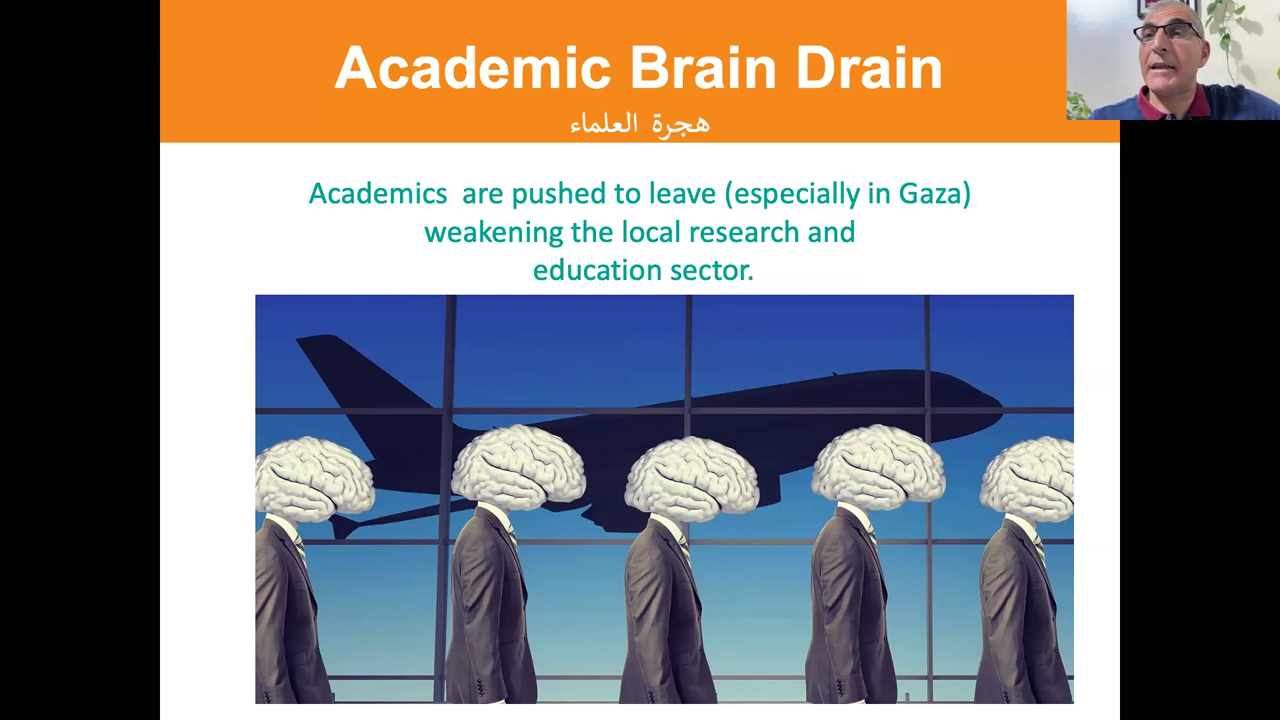 Academic Brain Drain
هجرة العلماء
Academics are pushed to leave (especially in Gaza)
weakening the local research and
education sector.